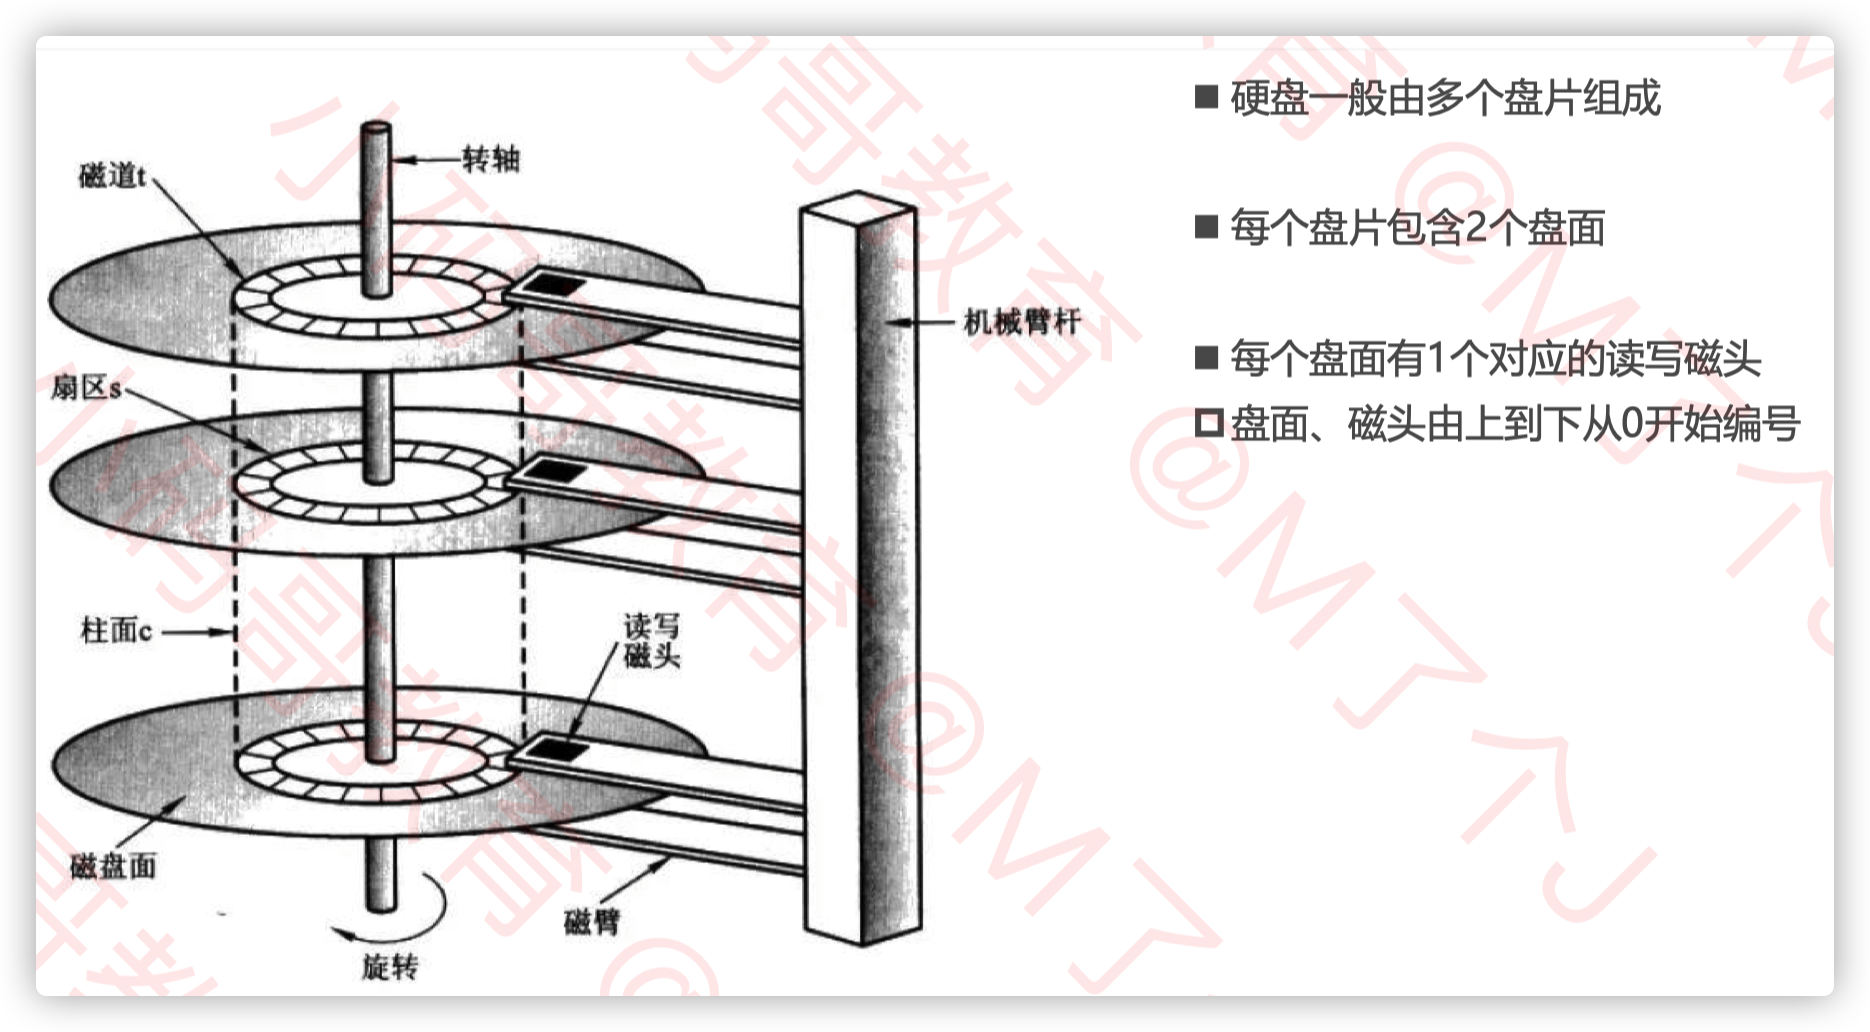 硬盘一般由多个盘片组成
每个盘片包含2个盘面
每个盘面有1个对应的读写磁头
盘面、磁头由上到下从0开始编号
转轴
磁道t
机械臂杆
扇区s
柱面c
读写
磁头
磁盘面
磁臂
旋转
小码哥教育 @M了个J
小码哥教育 @M了个J
小码哥教育 @M了个J